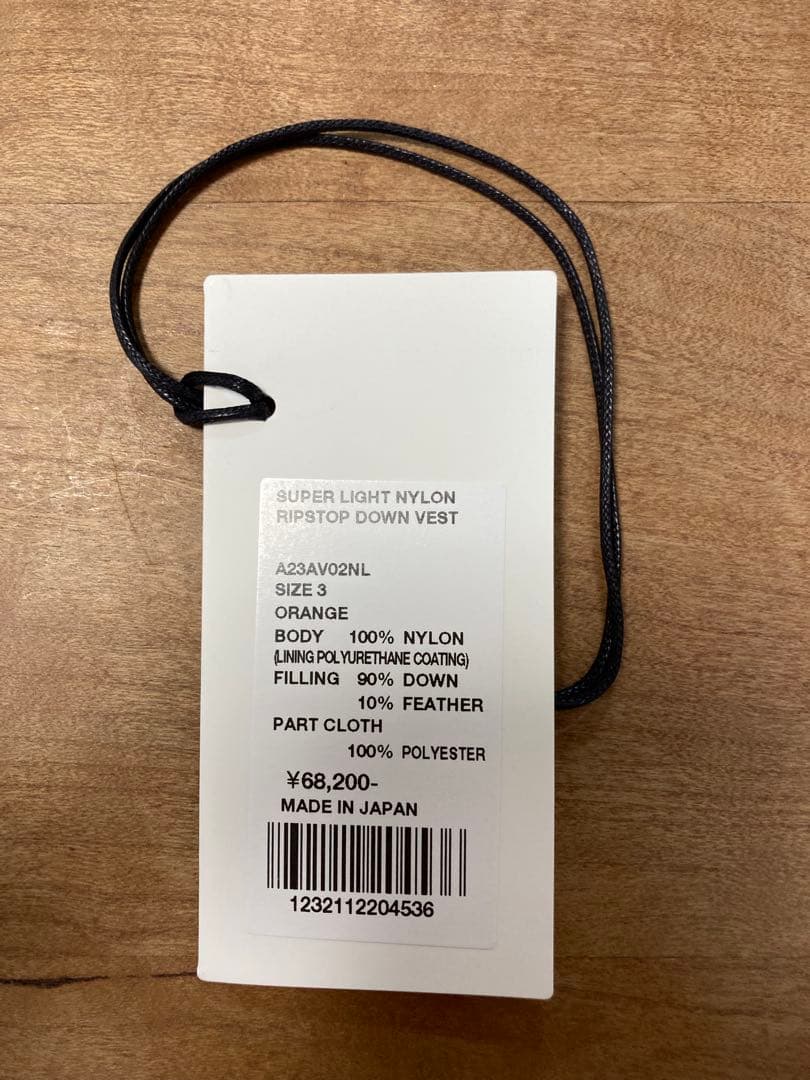 SUPER LIGHT NYLON
RIPSTOP DOWN VEST
A23AV02NL
SIZE 3
ORANGE
BODY 100% NYLON
(LINING POLYURETHANE COATING)
FILLING 90% DOWN
10% FEATHER
PART CLOTH
100% POLYESTER
¥68,200-
MADE IN JAPAN
1232112204536